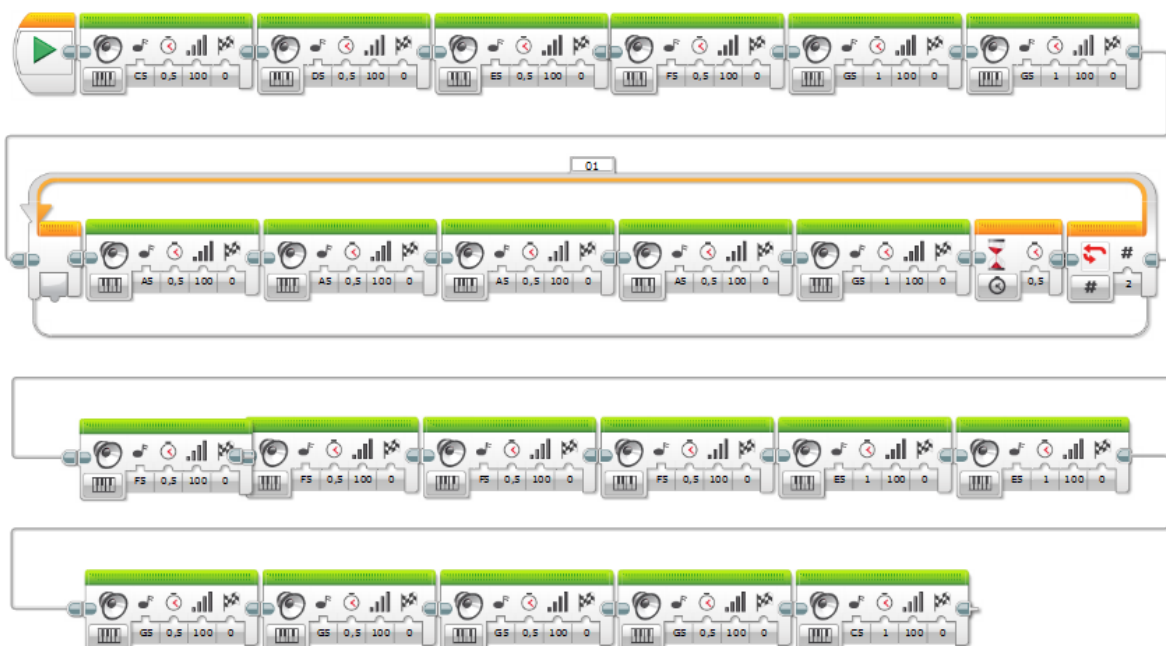 C5 0,5 100 0 D5 0,5 100 0 E5 0,5 100 0 F5 0,5 100 0 G5 1 100 0 G5 1 100 0
01
#
A5 0,5 100 0 A5 0,5 100 0 A5 0,5 100 0 A5 0,5 100 0 G5 1 100 0 0,5 # 2
F5 0,5 100 0 F5 0,5 100 0 F5 0,5 100 0 F5 0,5 100 0 E5 1 100 0 E5 1 100 0
G5 0,5 100 0 G5 0,5 100 0 G5 0,5 100 0 G5 0,5 100 0 C5 1 100 0